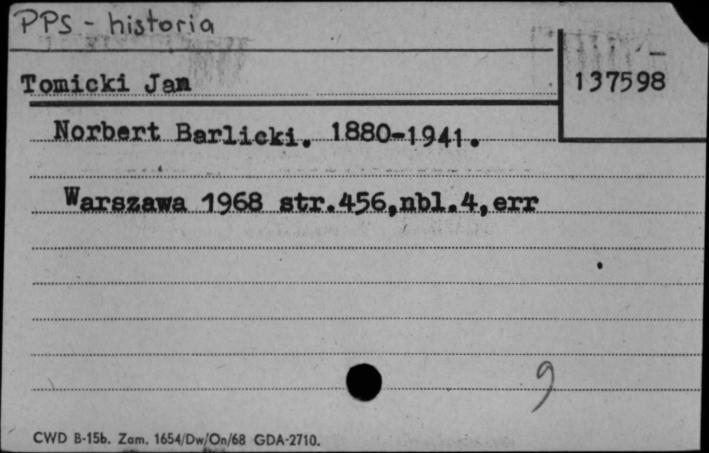 PPS - historia
Tomicki Jan
137598
Norbert Barlicki. 1880-1941.
Warszawa 1968 str.456,nbl.4,err
9
CWD B-15b. Zam. 1654/Dw/On/68 GDA-2710.